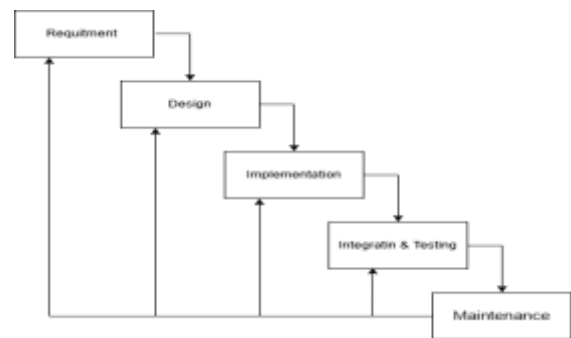 Requitment
Design
Implementation
Integratin & Testing
Maintenance